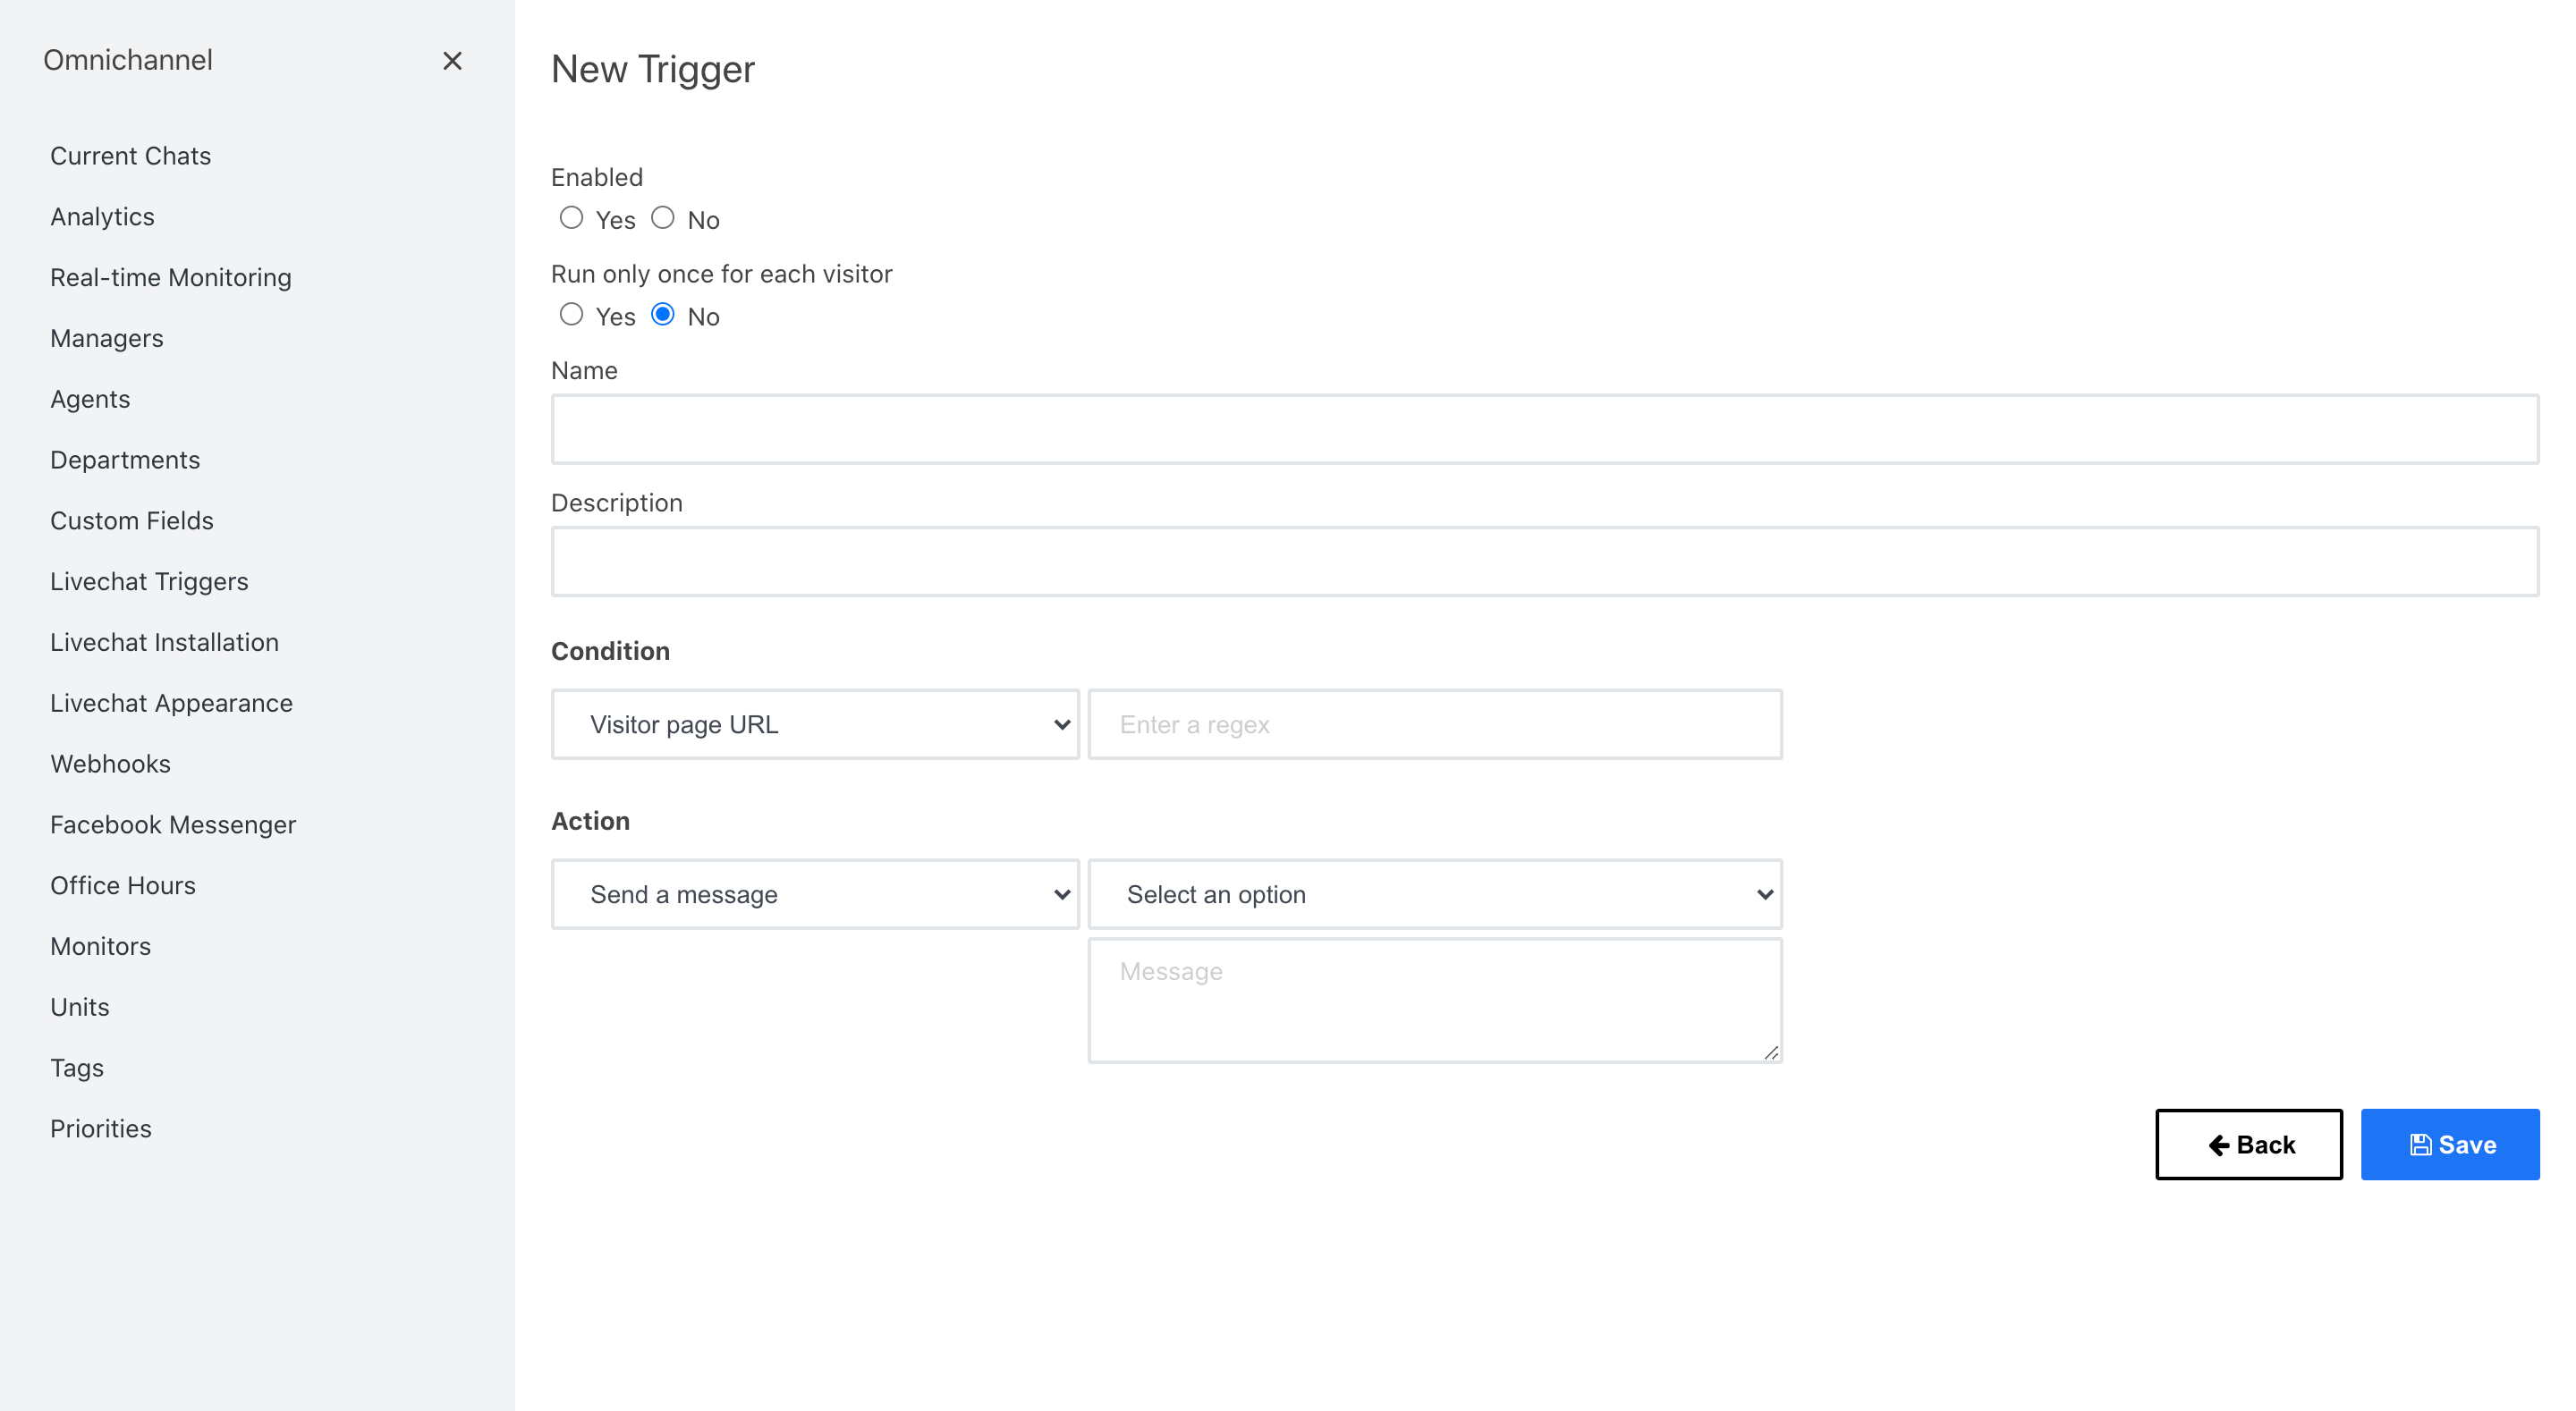 Omnichannel
Current Chats
Analytics
Real-time Monitoring
Managers
Agents
Departments
Custom Fields
Livechat Triggers
Livechat Installation
Livechat Appearance
Webhooks
Facebook Messenger
Office Hours
Monitors
Units
Tags
Priorities
New Trigger
Enabled
Yes No
Run only once for each visitor
Yes No
Name
Description
Condition
Visitor page URL
Enter a regex
Action
Send a message
Select an option
Message
Back
Save